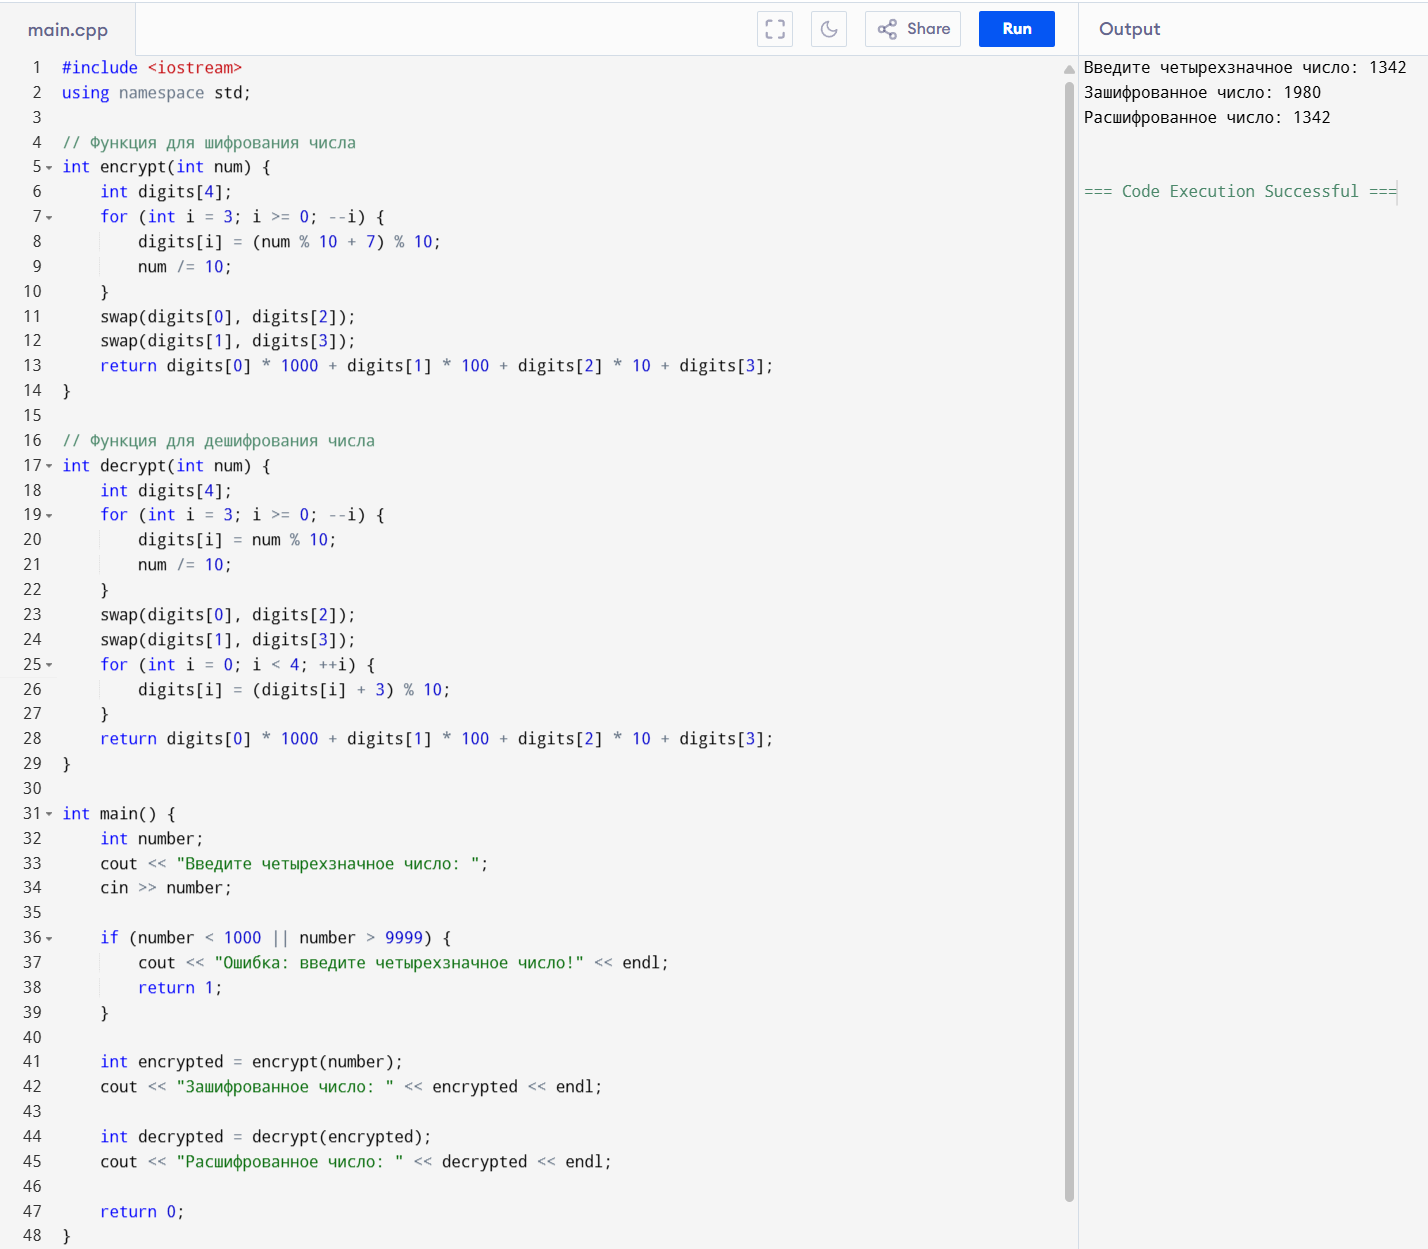 main.cpp
Share
Run
Output
1 #include <iostream>
2 using namespace std;
3
4 // Функция для шифрования числа
5 int encrypt(int num) {
6     int digits[4];
7     for (int i = 3; i >= 0; --i) {
8         digits[i] = (num % 10 + 7) % 10;
9         num /= 10;
10     }
11     swap(digits[0], digits[2]);
12     swap(digits[1], digits[3]);
13     return digits[0] * 1000 + digits[1] * 100 + digits[2] * 10 + digits[3];
14 }
15
16 // Функция для дешифрования числа
17 int decrypt(int num) {
18     int digits[4];
19     for (int i = 3; i >= 0; --i) {
20         digits[i] = num % 10;
21         num /= 10;
22     }
23     swap(digits[0], digits[2]);
24     swap(digits[1], digits[3]);
25     for (int i = 0; i < 4; ++i) {
26         digits[i] = (digits[i] + 3) % 10;
27     }
28     return digits[0] * 1000 + digits[1] * 100 + digits[2] * 10 + digits[3];
29 }
30
31 int main() {
32     int number;
33     cout << "Введите четырехзначное число: ";
34     cin >> number;
35
36     if (number < 1000 || number > 9999) {
37         cout << "Ошибка: введите четырехзначное число!" << endl;
38         return 1;
39     }
40
41     int encrypted = encrypt(number);
42     cout << "Зашифрованное число: " << encrypted << endl;
43
44     int decrypted = decrypt(encrypted);
45     cout << "Расшифрованное число: " << decrypted << endl;
46
47     return 0;
48 }
Введите четырехзначное число: 1342
Зашифрованное число: 1980
Расшифрованное число: 1342
=== Code Execution Successful ===